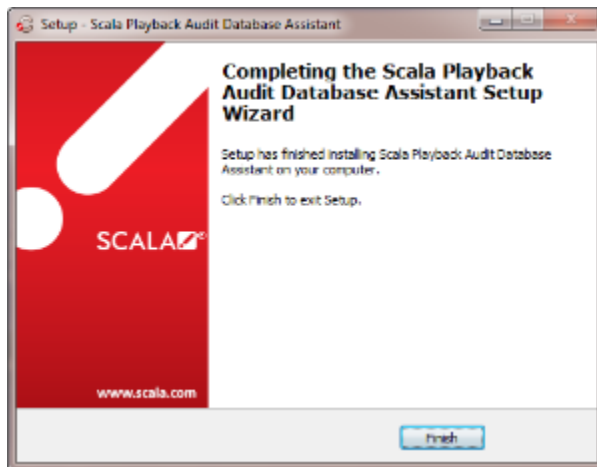 Setup - Scala Playback Audit Database Assistant
Completing the Scala Playback
Audit Database Assistant Setup
Wizard
Setup has finished installing Scala Playback Audit Database
Assistant on your computer.
Click Finish to exit Setup.
SCALA
www.scala.com
Finish